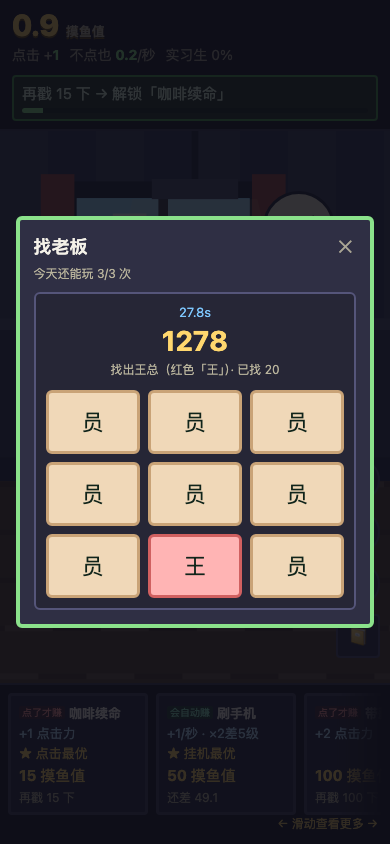 0.9 摸鱼值
点击 +1 不点也 0.2/秒 实习生 0%
再戳 15 下 → 解锁「咖啡续命」
找老板
×
今天还能玩 3/3 次
27.8s
1278
找出王总（红色「王」）· 已找 20
员 员 员
员 员 员
员 王 员
点了才赚 咖啡续命
+1 点击力
★ 点击最优
15 摸鱼值
再戳 15 下
会自动赚 刷手机
+1/秒 · ×2差5级
★ 挂机最优
50 摸鱼值
还差 49.1
点了才赚
+2 点击力
100 摸鱼
再戳 100 下
← 滑动查看更多 →